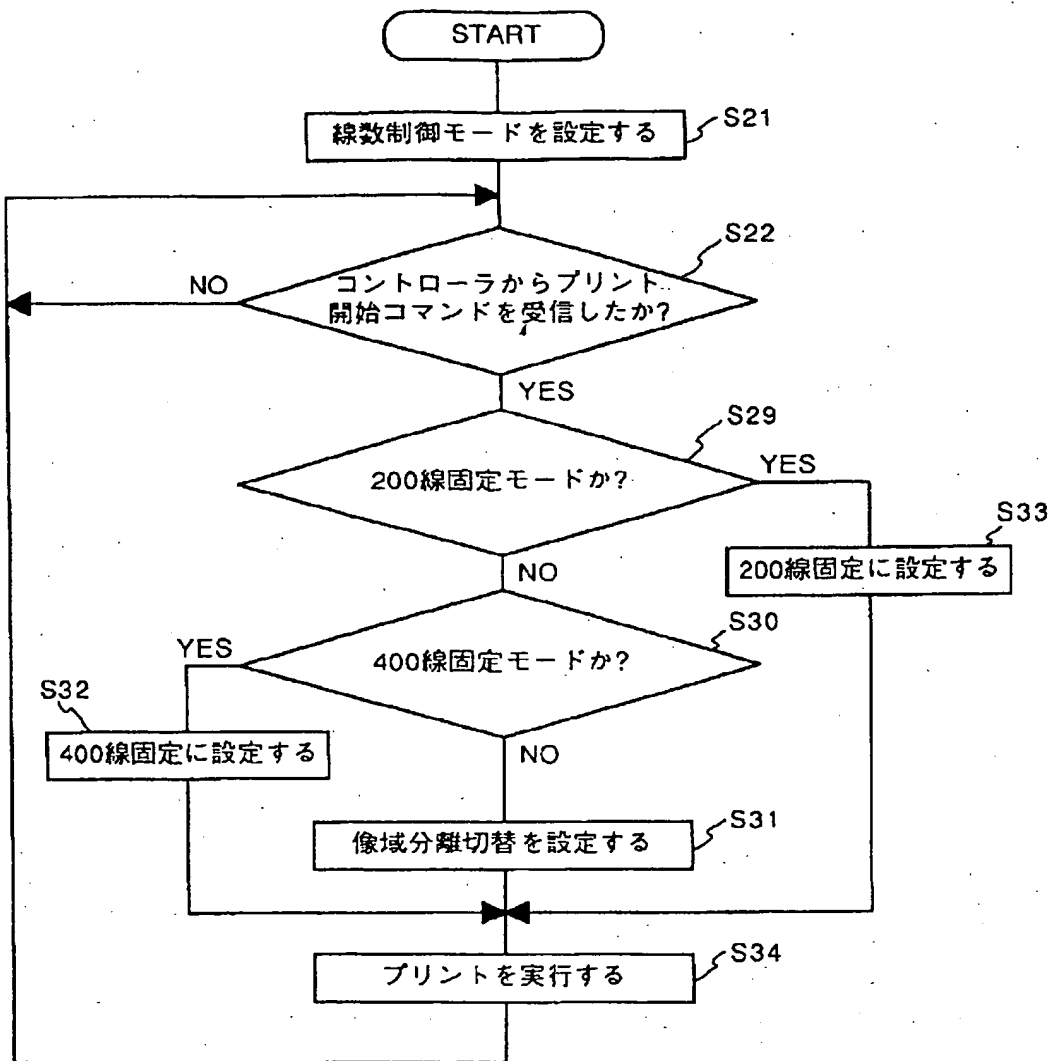 START
線数制御モードを設定する
S21
S22
コントローラからプリント
開始コマンドを受信したか?
NO
YES
S29
200線固定モードか?
YES
S33
200線固定に設定する
NO
S30
400線固定モードか?
YES
S32
400線固定に設定する
NO
S31
像域分離切替を設定する
S34
プリントを実行する